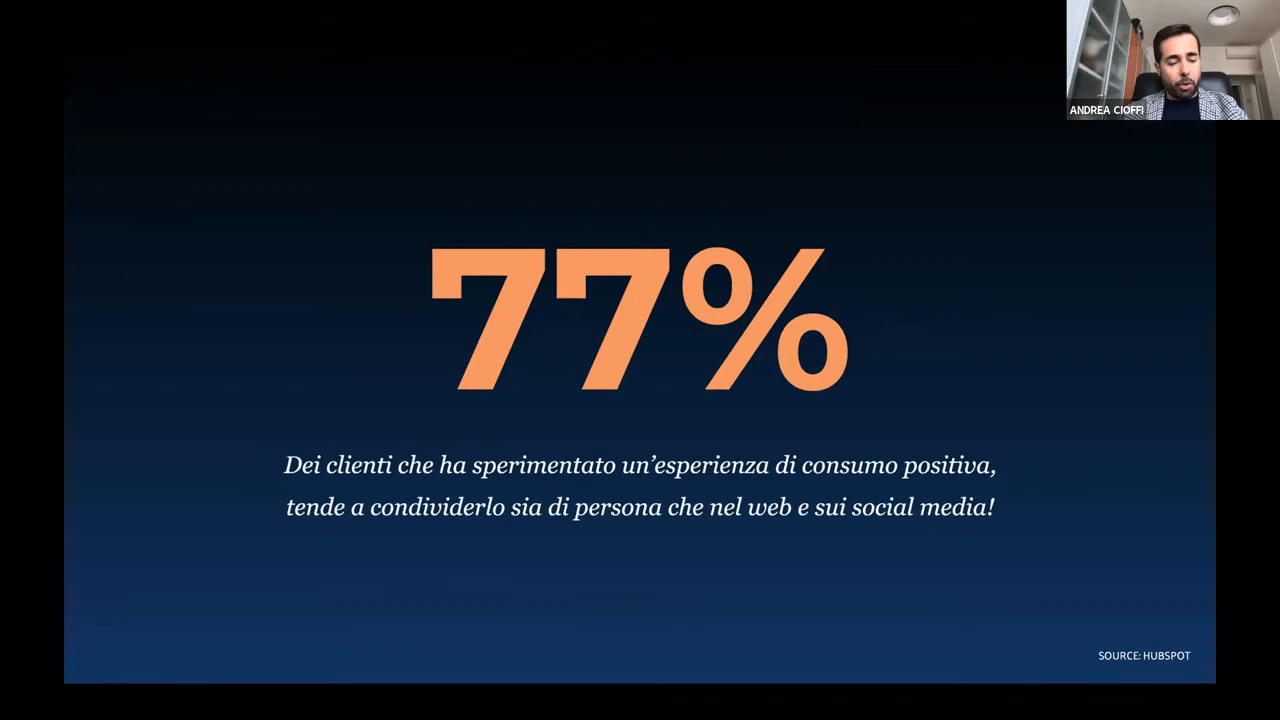 ANDREA CIOFFI
77%
Dei clienti che ha sperimentato un’esperienza di consumo positiva,
tende a condividerlo sia di persona che nel web e sui social media!
SOURCE: HUBSPOT